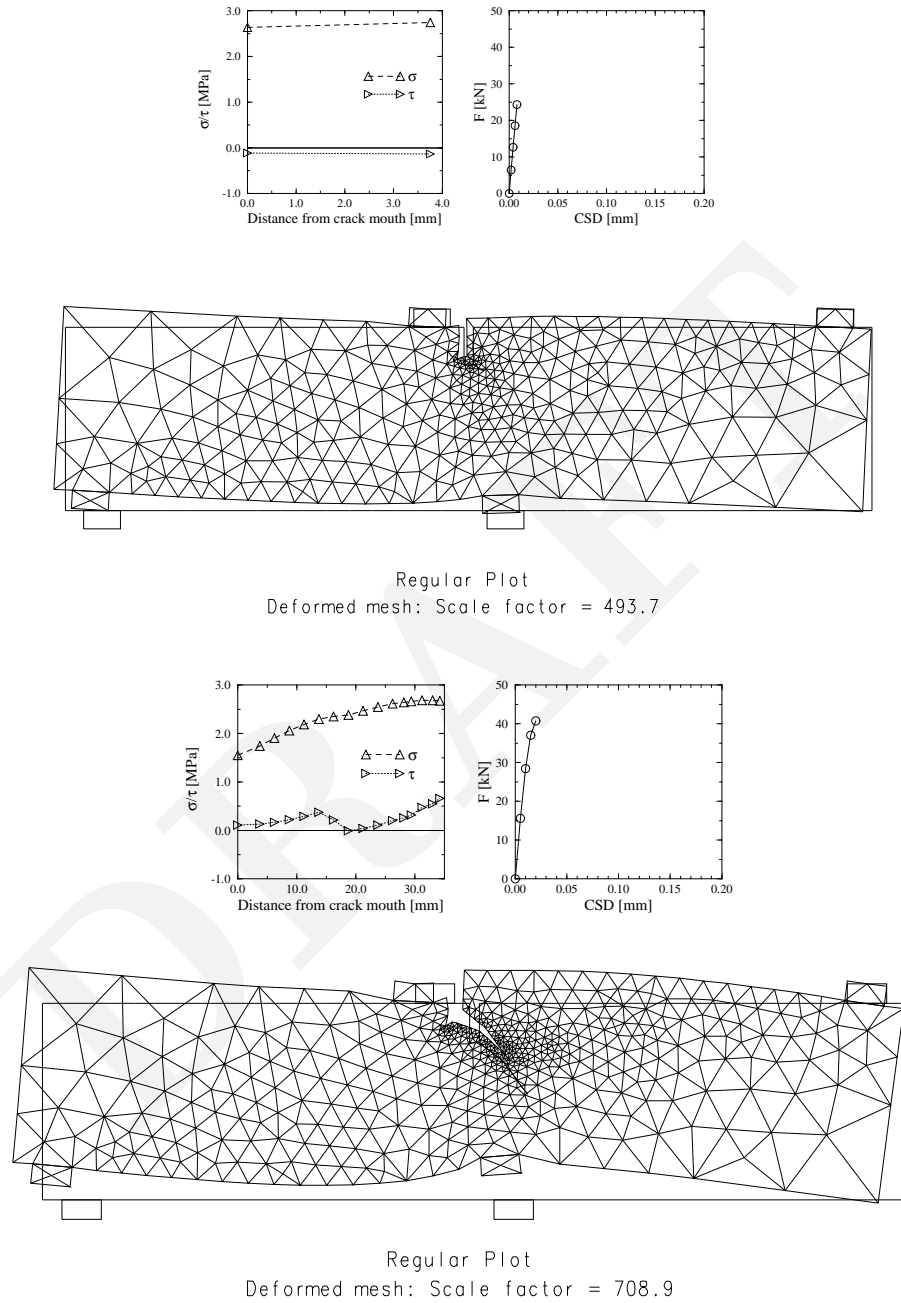 3.0
2.0
1.0
0.0
-1.0
σ/τ [MPa]
σ
τ
0.0 1.0 2.0 3.0 4.0
Distance from crack mouth [mm]
50
40
30
20
10
0
F [kN]
0.00 0.05 0.10 0.15 0.20
CSD [mm]
Regular Plot
Deformed mesh: Scale factor = 493.7
3.0
2.0
1.0
0.0
-1.0
σ/τ [MPa]
σ
τ
0.0 10.0 20.0 30.0
Distance from crack mouth [mm]
50
40
30
20
10
0
F [kN]
0.00 0.05 0.10 0.15 0.20
CSD [mm]
Regular Plot
Deformed mesh: Scale factor = 708.9
DRAFT